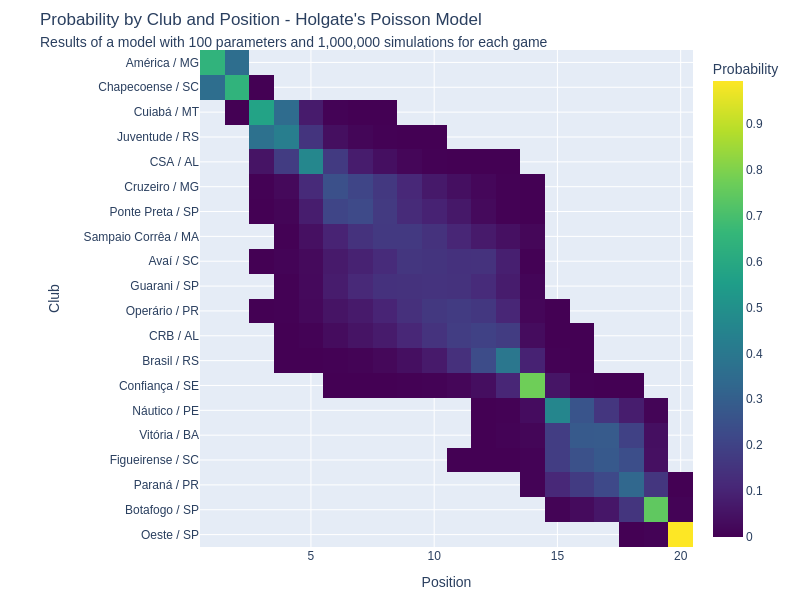 Probability by Club and Position - Holgate's Poisson Model
Results of a model with 100 parameters and 1,000,000 simulations for each game
Probability
América / MG
Chapecoense / SC
Cuiabá / MT
Juventude / RS
CSA / AL
Cruzeiro / MG
Ponte Preta / SP
Sampaio Corrêa / MA
Avaí / SC
Guarani / SP
Operário / PR
CRB / AL
Brasil / RS
Confiança / SE
Náutico / PE
Vitória / BA
Figueirense / SC
Paraná / PR
Botafogo / SP
Oeste / SP
Club
5
10
15
20
Position
0.9
0.8
0.7
0.6
0.5
0.4
0.3
0.2
0.1
0